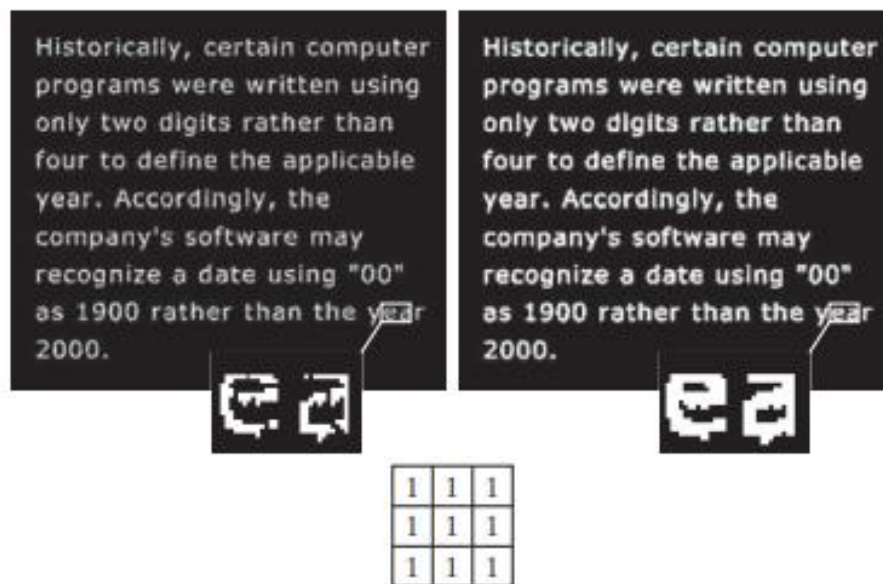 Historically, certain computer
programs were written using
only two digits rather than
four to define the applicable
year. Accordingly, the
company's software may
recognize a date using "00"
as 1900 rather than the year
2000.
e a
Historically, certain computer
programs were written using
only two digits rather than
four to define the applicable
year. Accordingly, the
company's software may
recognize a date using "00"
as 1900 rather than the year
2000.
e a
1 1 1
1 1 1
1 1 1